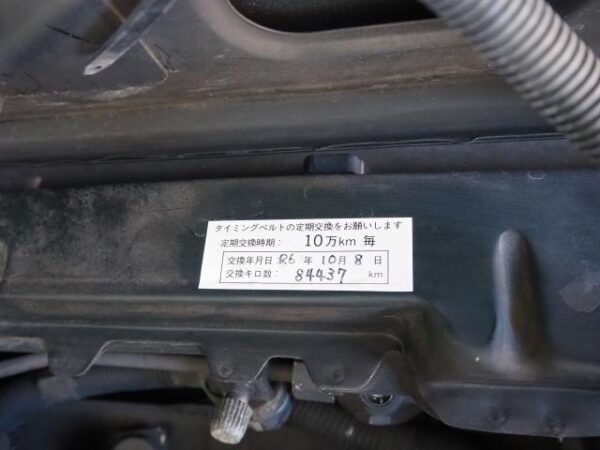 タイミングベルトの定期交換をお願いします
定期交換時期： 10万km 毎
交換年月日 R6 年 10月 8 日
交換キロ数： 84437 km